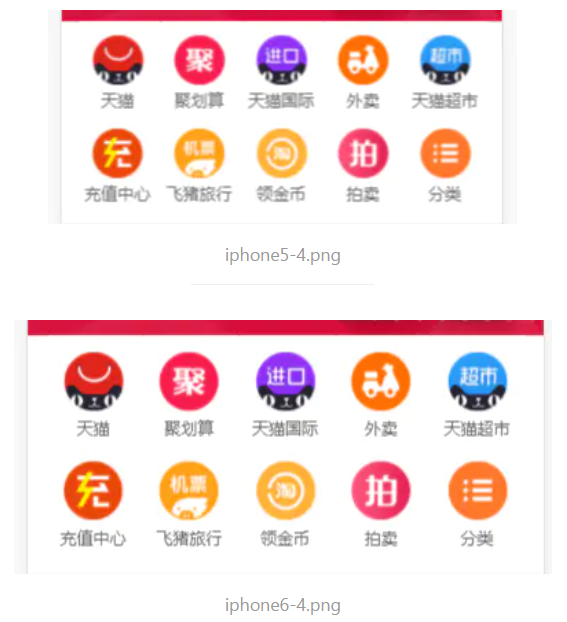 进口
超市
聚
天猫 聚划算 天猫国际 外卖 天猫超市
充 机票 淘 拍
充值中心 飞猪旅行 领金币 拍卖 分类
iphone5-4.png
聚 进口 超市
天猫 聚划算 天猫国际 外卖 天猫超市
充 机票 淘 拍
充值中心 飞猪旅行 领金币 拍卖 分类
iphone6-4.png